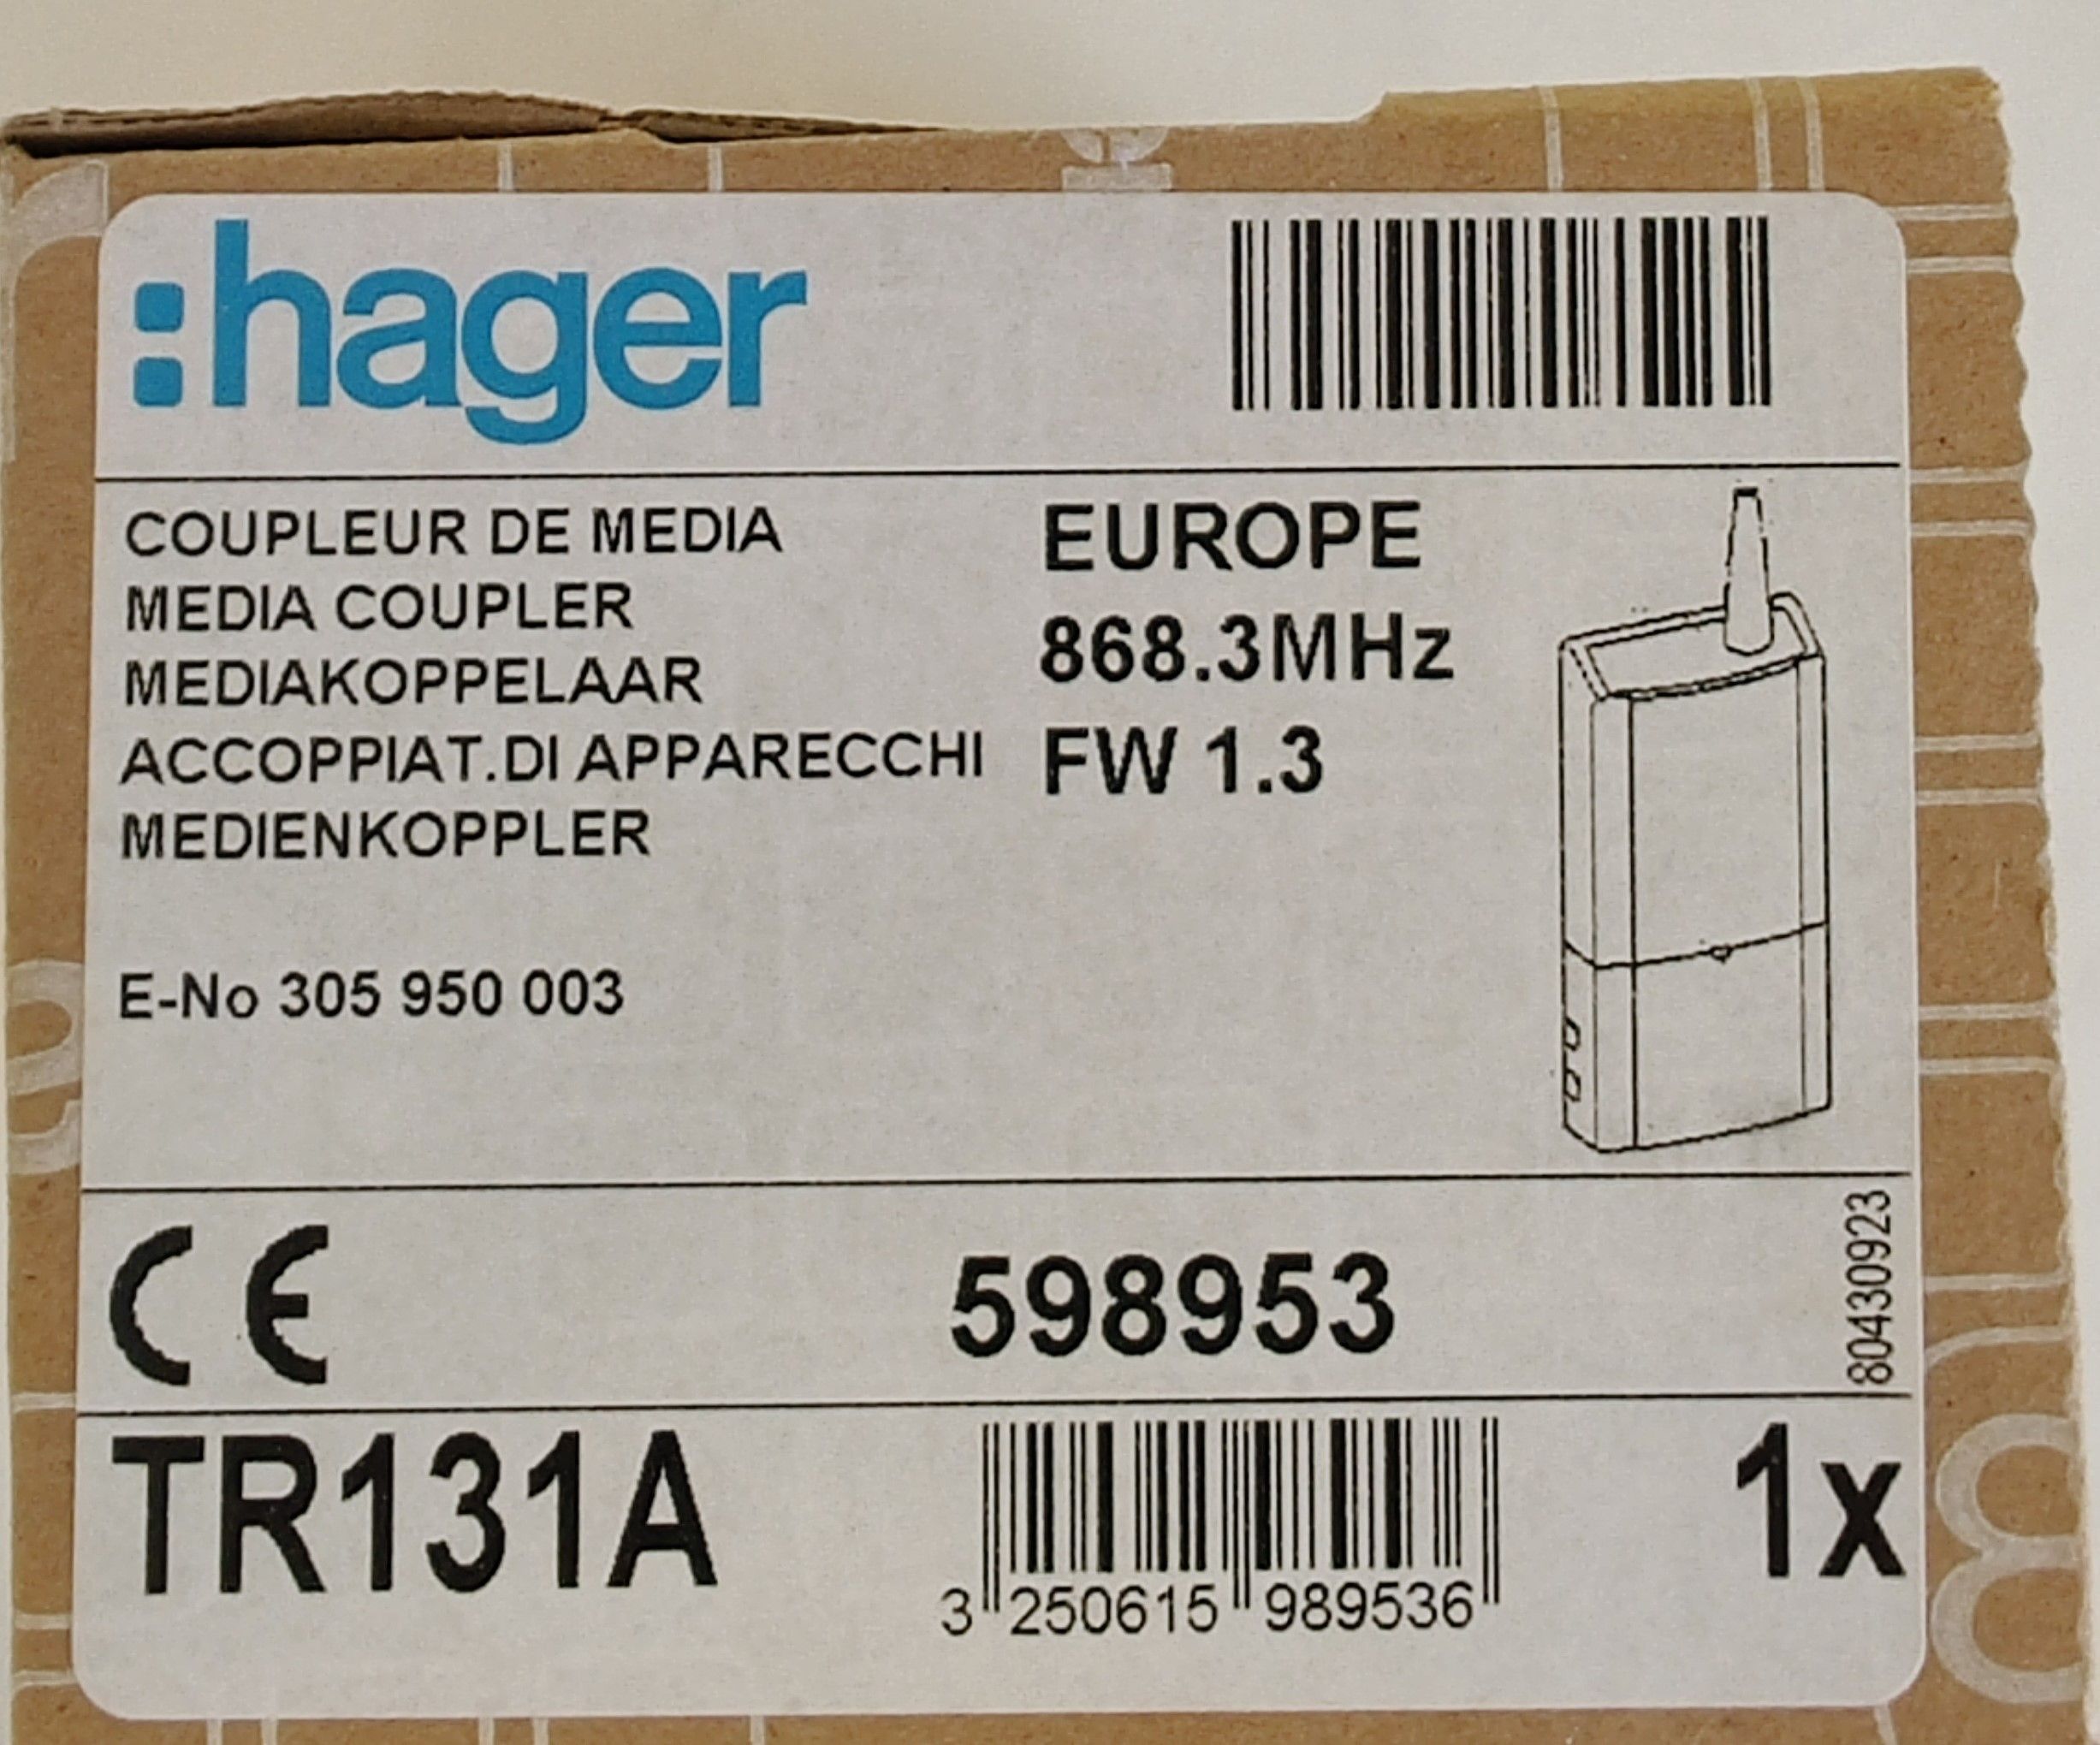 :hager
COUPLEUR DE MEDIA
MEDIA COUPLER
MEDIAKOPPELAAR
ACCOPPIAT.DI APPARECCHI
MEDIENKOPPLER
EUROPE
868.3MHz
FW 1.3
E-No 305 950 003
CE
598953
80430923
TR131A
3 250615 989536
1x